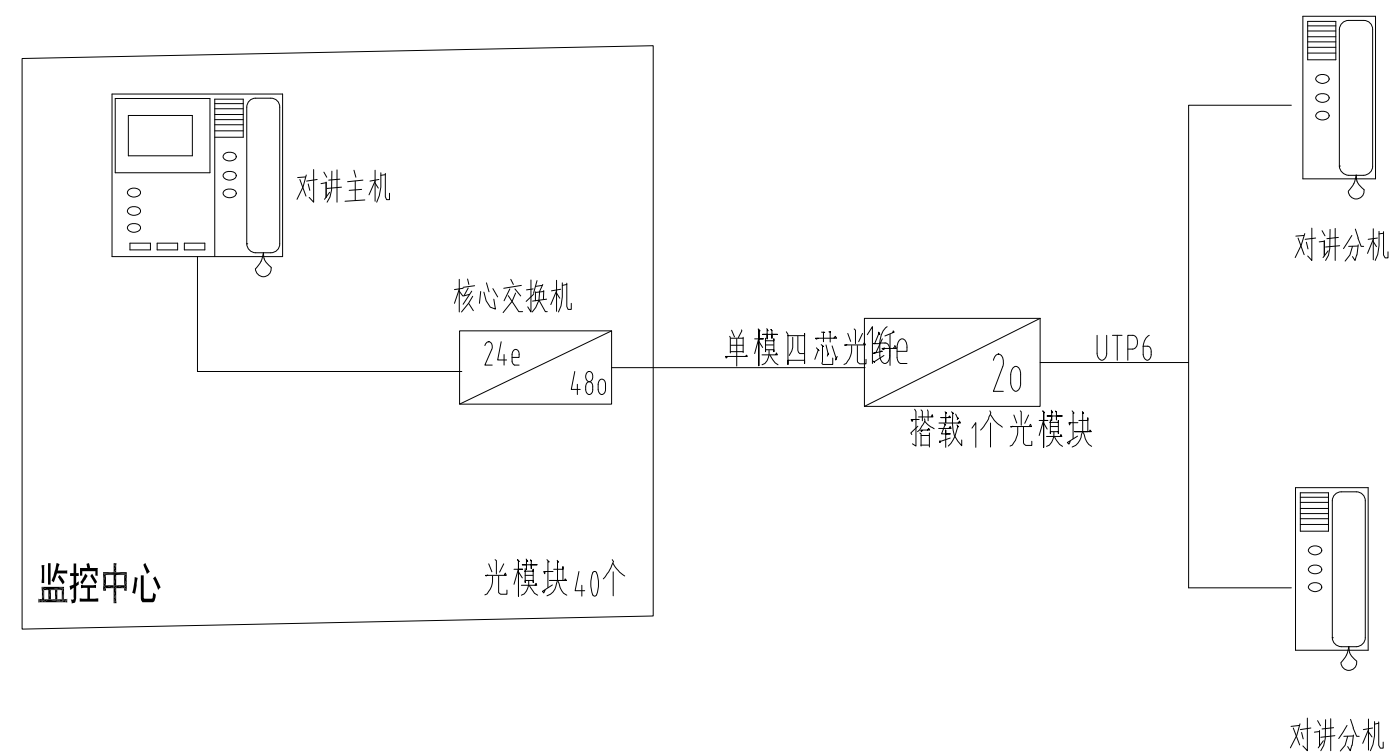 对讲主机
对讲分机
核心交换机
24e
48o
单模四芯光纤
16e
2o
UTP6
搭载1个光模块
监控中心
光模块40个
对讲分机